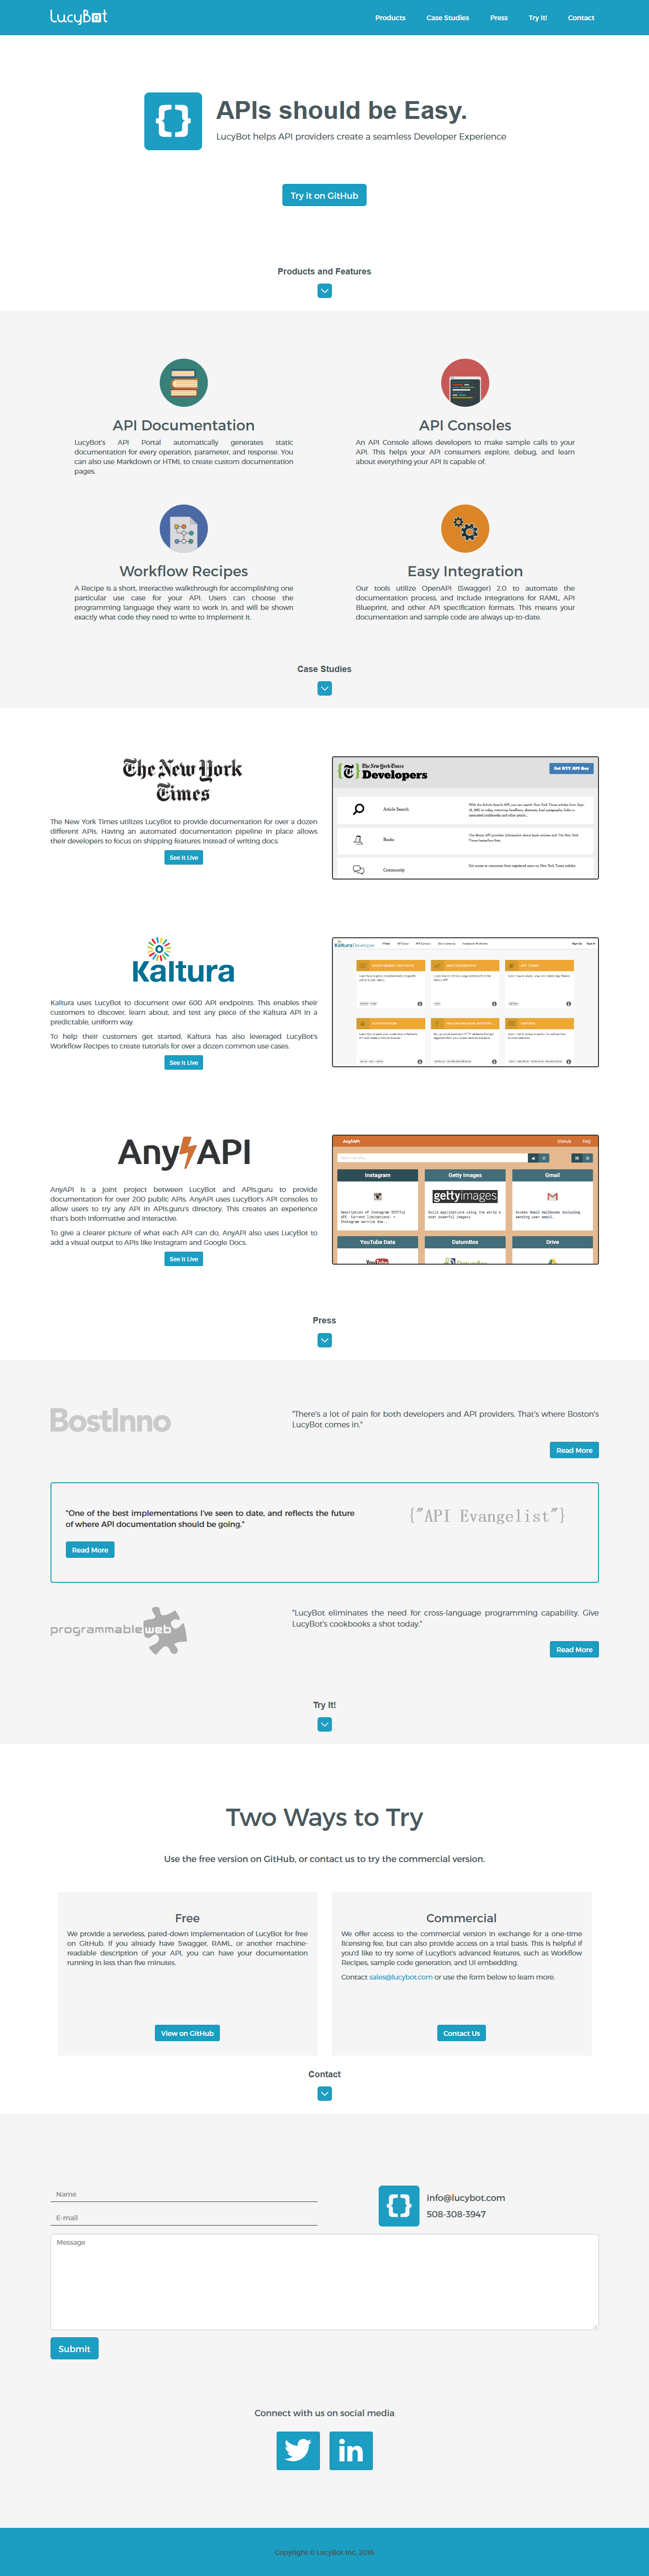 LucyBot
Products
Case Studies
Press
Try It!
Contact
APIs should be Easy.
LucyBot helps API providers create a seamless Developer Experience
Try it on GitHub
Products and Features
API Documentation
LucyBot's API Portal automatically generates static
documentation for every operation, parameter, and response. You
can also use Markdown or HTML to create custom documentation
pages.
API Consoles
An API Console allows developers to make sample calls to your
API. This helps your API consumers explore, debug, and learn
about everything your API is capable of.
Workflow Recipes
A Recipe is a short, interactive walkthrough for accomplishing one
particular use case for your API. Users can choose the
programming language they want to work in, and will be shown
exactly what code they need to write to implement it.
Easy Integration
Our tools utilize OpenAPI (Swagger) 2.0 to automate the
documentation process, and include integrations for RAML, API
Blueprint, and other API specification formats. This means your
documentation and sample code are always up-to-date.
Case Studies
The New York
Times
The New York Times utilizes LucyBot to provide documentation for over a dozen
different APIs. Having an automated documentation pipeline in place allows
their developers to focus on shipping features instead of writing docs.
See it Live
The New York Times
Developers
Get NYT API Key
Article Search
Books
Community
Kaltura
Kaltura uses LucyBot to document over 600 API endpoints. This enables their
customers to discover, learn about, and test any piece of the Kaltura API in a
predictable, uniform way.
To help their customers get started, Kaltura has also leveraged LucyBot's
Workflow Recipes to create tutorials for over a dozen common use cases.
See it Live
Kaltura Developer
Any API
AnyAPI is a joint project between LucyBot and APIs.guru to provide
documentation for over 200 public APIs. AnyAPI uses LucyBot's API consoles to
allow users to try any API in APIs.guru's directory. This creates an experience
that's both informative and interactive.
To give a clearer picture of what each API can do, AnyAPI also uses LucyBot to
add a visual output to APIs like Instagram and Google Docs.
See it Live
AnyAPI
GitHub
FAQ
Instagram
Getty Images
Gmail
gettyimages
YouTube Data
DatumBox
Drive
Press
BostInno
"There's a lot of pain for both developers and API providers. That's where Boston's
LucyBot comes in."
Read More
"One of the best implementations I've seen to date, and reflects the future
of where API documentation should be going."
Read More
{"API Evangelist"}
programmableweb
"LucyBot eliminates the need for cross-language programming capability. Give
LucyBot's cookbooks a shot today."
Read More
Try It!
Two Ways to Try
Use the free version on GitHub, or contact us to try the commercial version.
Free
We provide a serverless, pared-down implementation of LucyBot for free
on GitHub. If you already have Swagger, RAML, or another machine-
readable description of your API, you can have your documentation
running in less than five minutes.
View on GitHub
Commercial
We offer access to the commercial version in exchange for a one-time
licensing fee, but can also provide access on a trial basis. This is helpful if
you'd like to try some of LucyBot's advanced features, such as Workflow
Recipes, sample code generation, and UI embedding.
Contact sales@lucybot.com or use the form below to learn more.
Contact Us
Contact
Name
E-mail
Message
info@lucybot.com
508-308-3947
Submit
Connect with us on social media
in
Copyright © LucyBot Inc. 2016